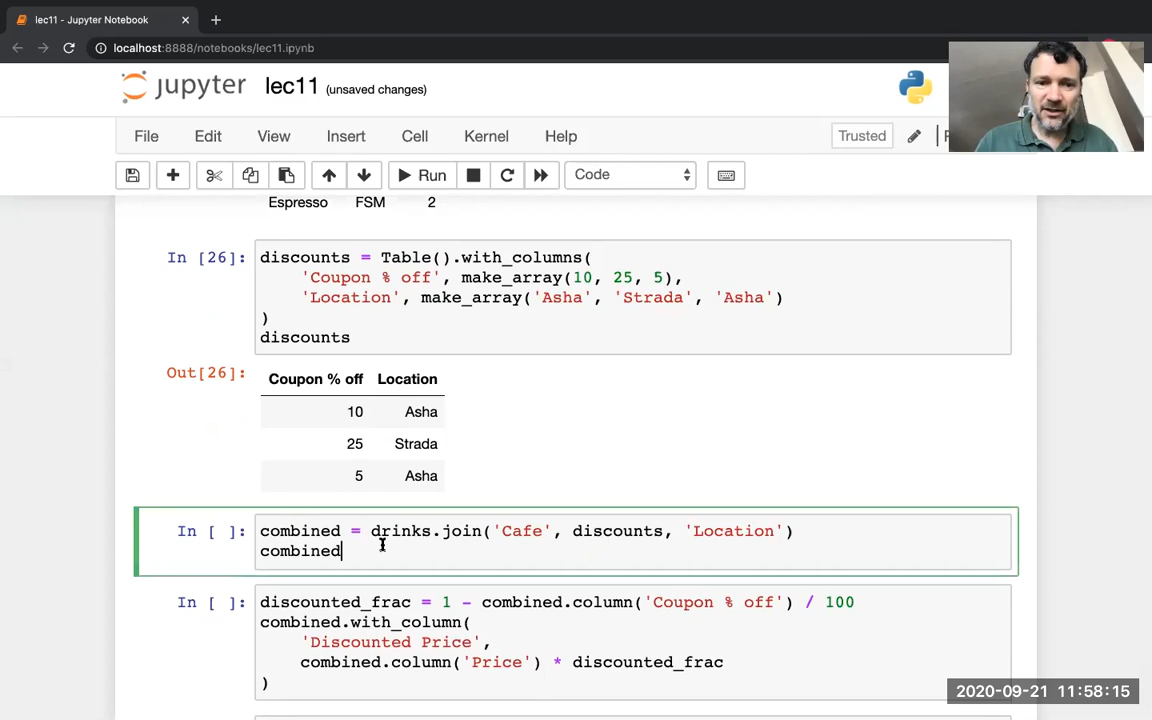 lec11 - Jupyter Notebook
localhost:8888/notebooks/lec11.ipynb
jupyter lec11 (unsaved changes)
File Edit View Insert Cell Kernel Help Trusted
Run Code
Espresso FSM 2
In [26]: discounts = Table().with_columns(
'Coupon % off', make_array(10, 25, 5),
'Location', make_array('Asha', 'Strada', 'Asha')
)
discounts
Out[26]: Coupon % off Location
10 Asha
25 Strada
5 Asha
In [ ]: combined = drinks.join('Cafe', discounts, 'Location')
combined
In [ ]: discounted_frac = 1 - combined.column('Coupon % off') / 100
combined.with_column(
'Discounted Price',
combined.column('Price') * discounted_frac
)
2020-09-21 11:58:15